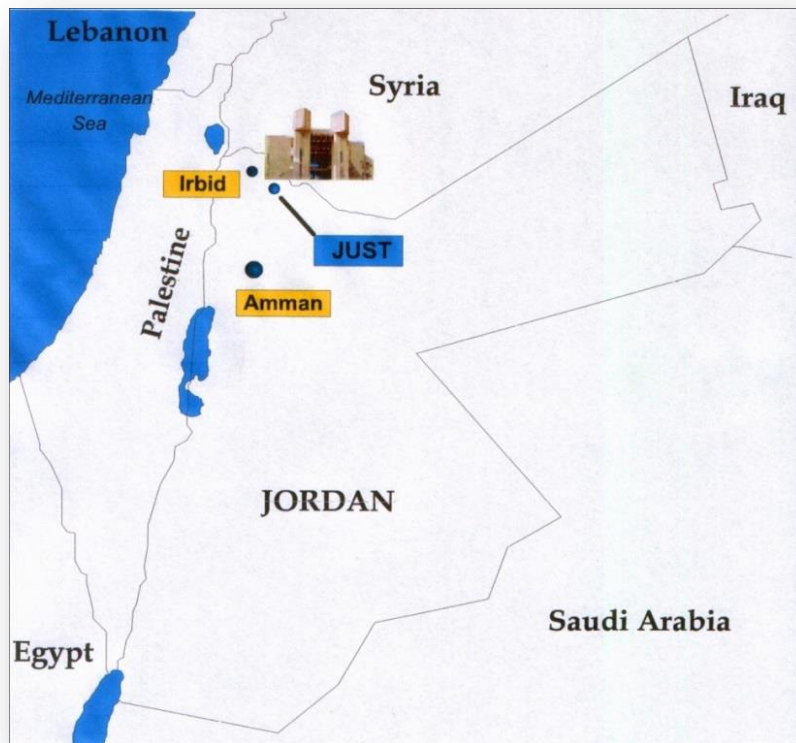 Lebanon
Mediterranean
Sea
Syria
Iraq
Irbid
JUST
Palestine
Amman
JORDAN
Saudi Arabia
Egypt